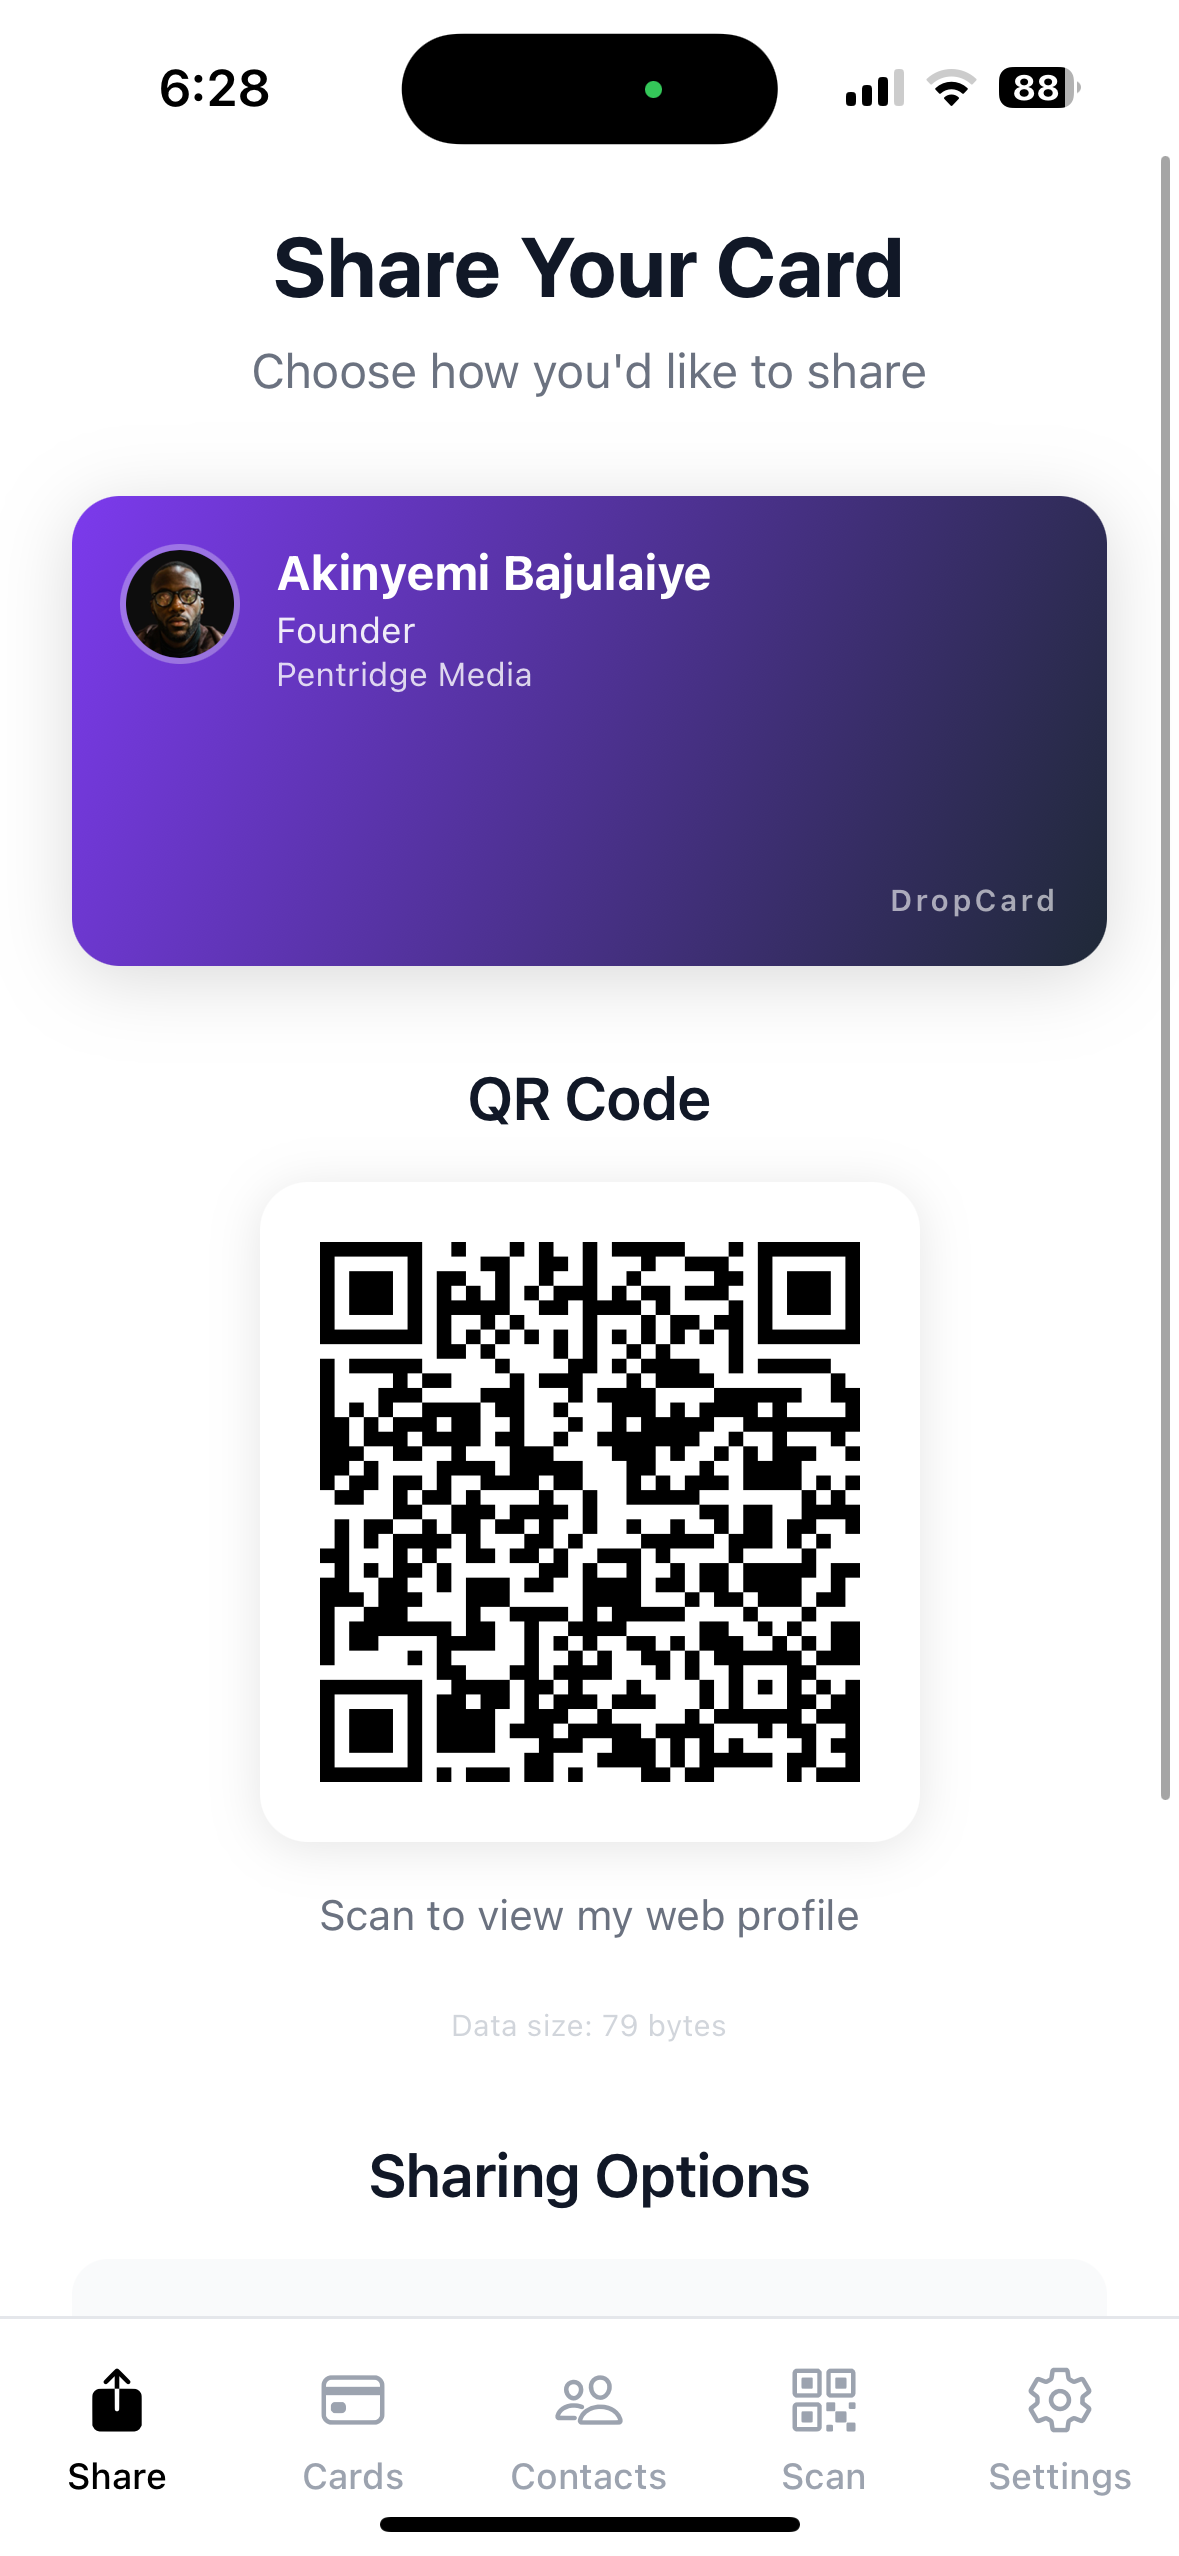 6:28
88
Share Your Card
Choose how you'd like to share
Akinyemi Bajulaiye
Founder
Pentridge Media
DropCard
QR Code
Scan to view my web profile
Data size: 79 bytes
Sharing Options
Share
Cards
Contacts
Scan
Settings